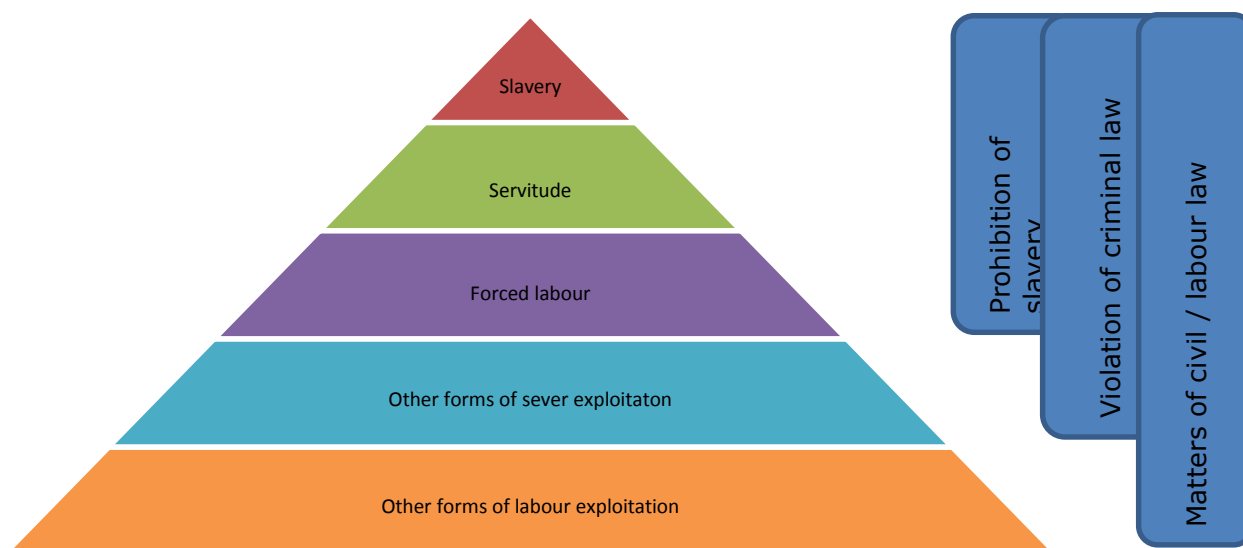 Slavery
Servitude
Forced labour
Other forms of sever exploitaton
Other forms of labour exploitation
Prohibition of
slavery
Violation of criminal law
Matters of civil / labour law